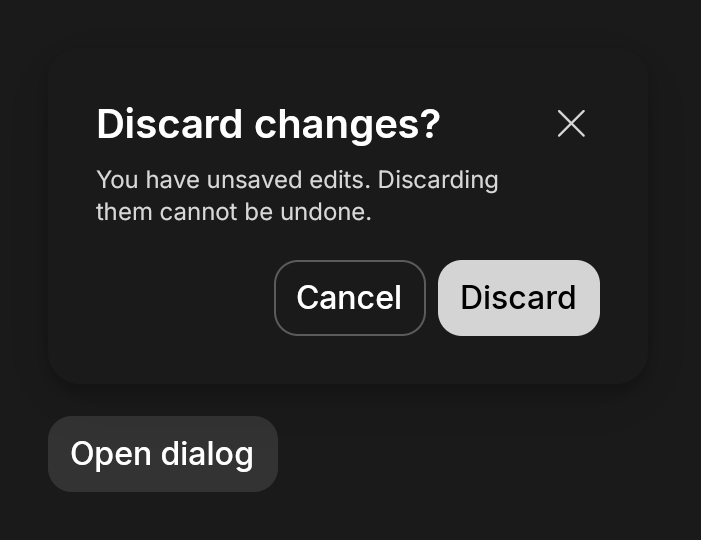 Discard changes?
You have unsaved edits. Discarding
them cannot be undone.
Cancel
Discard
Open dialog